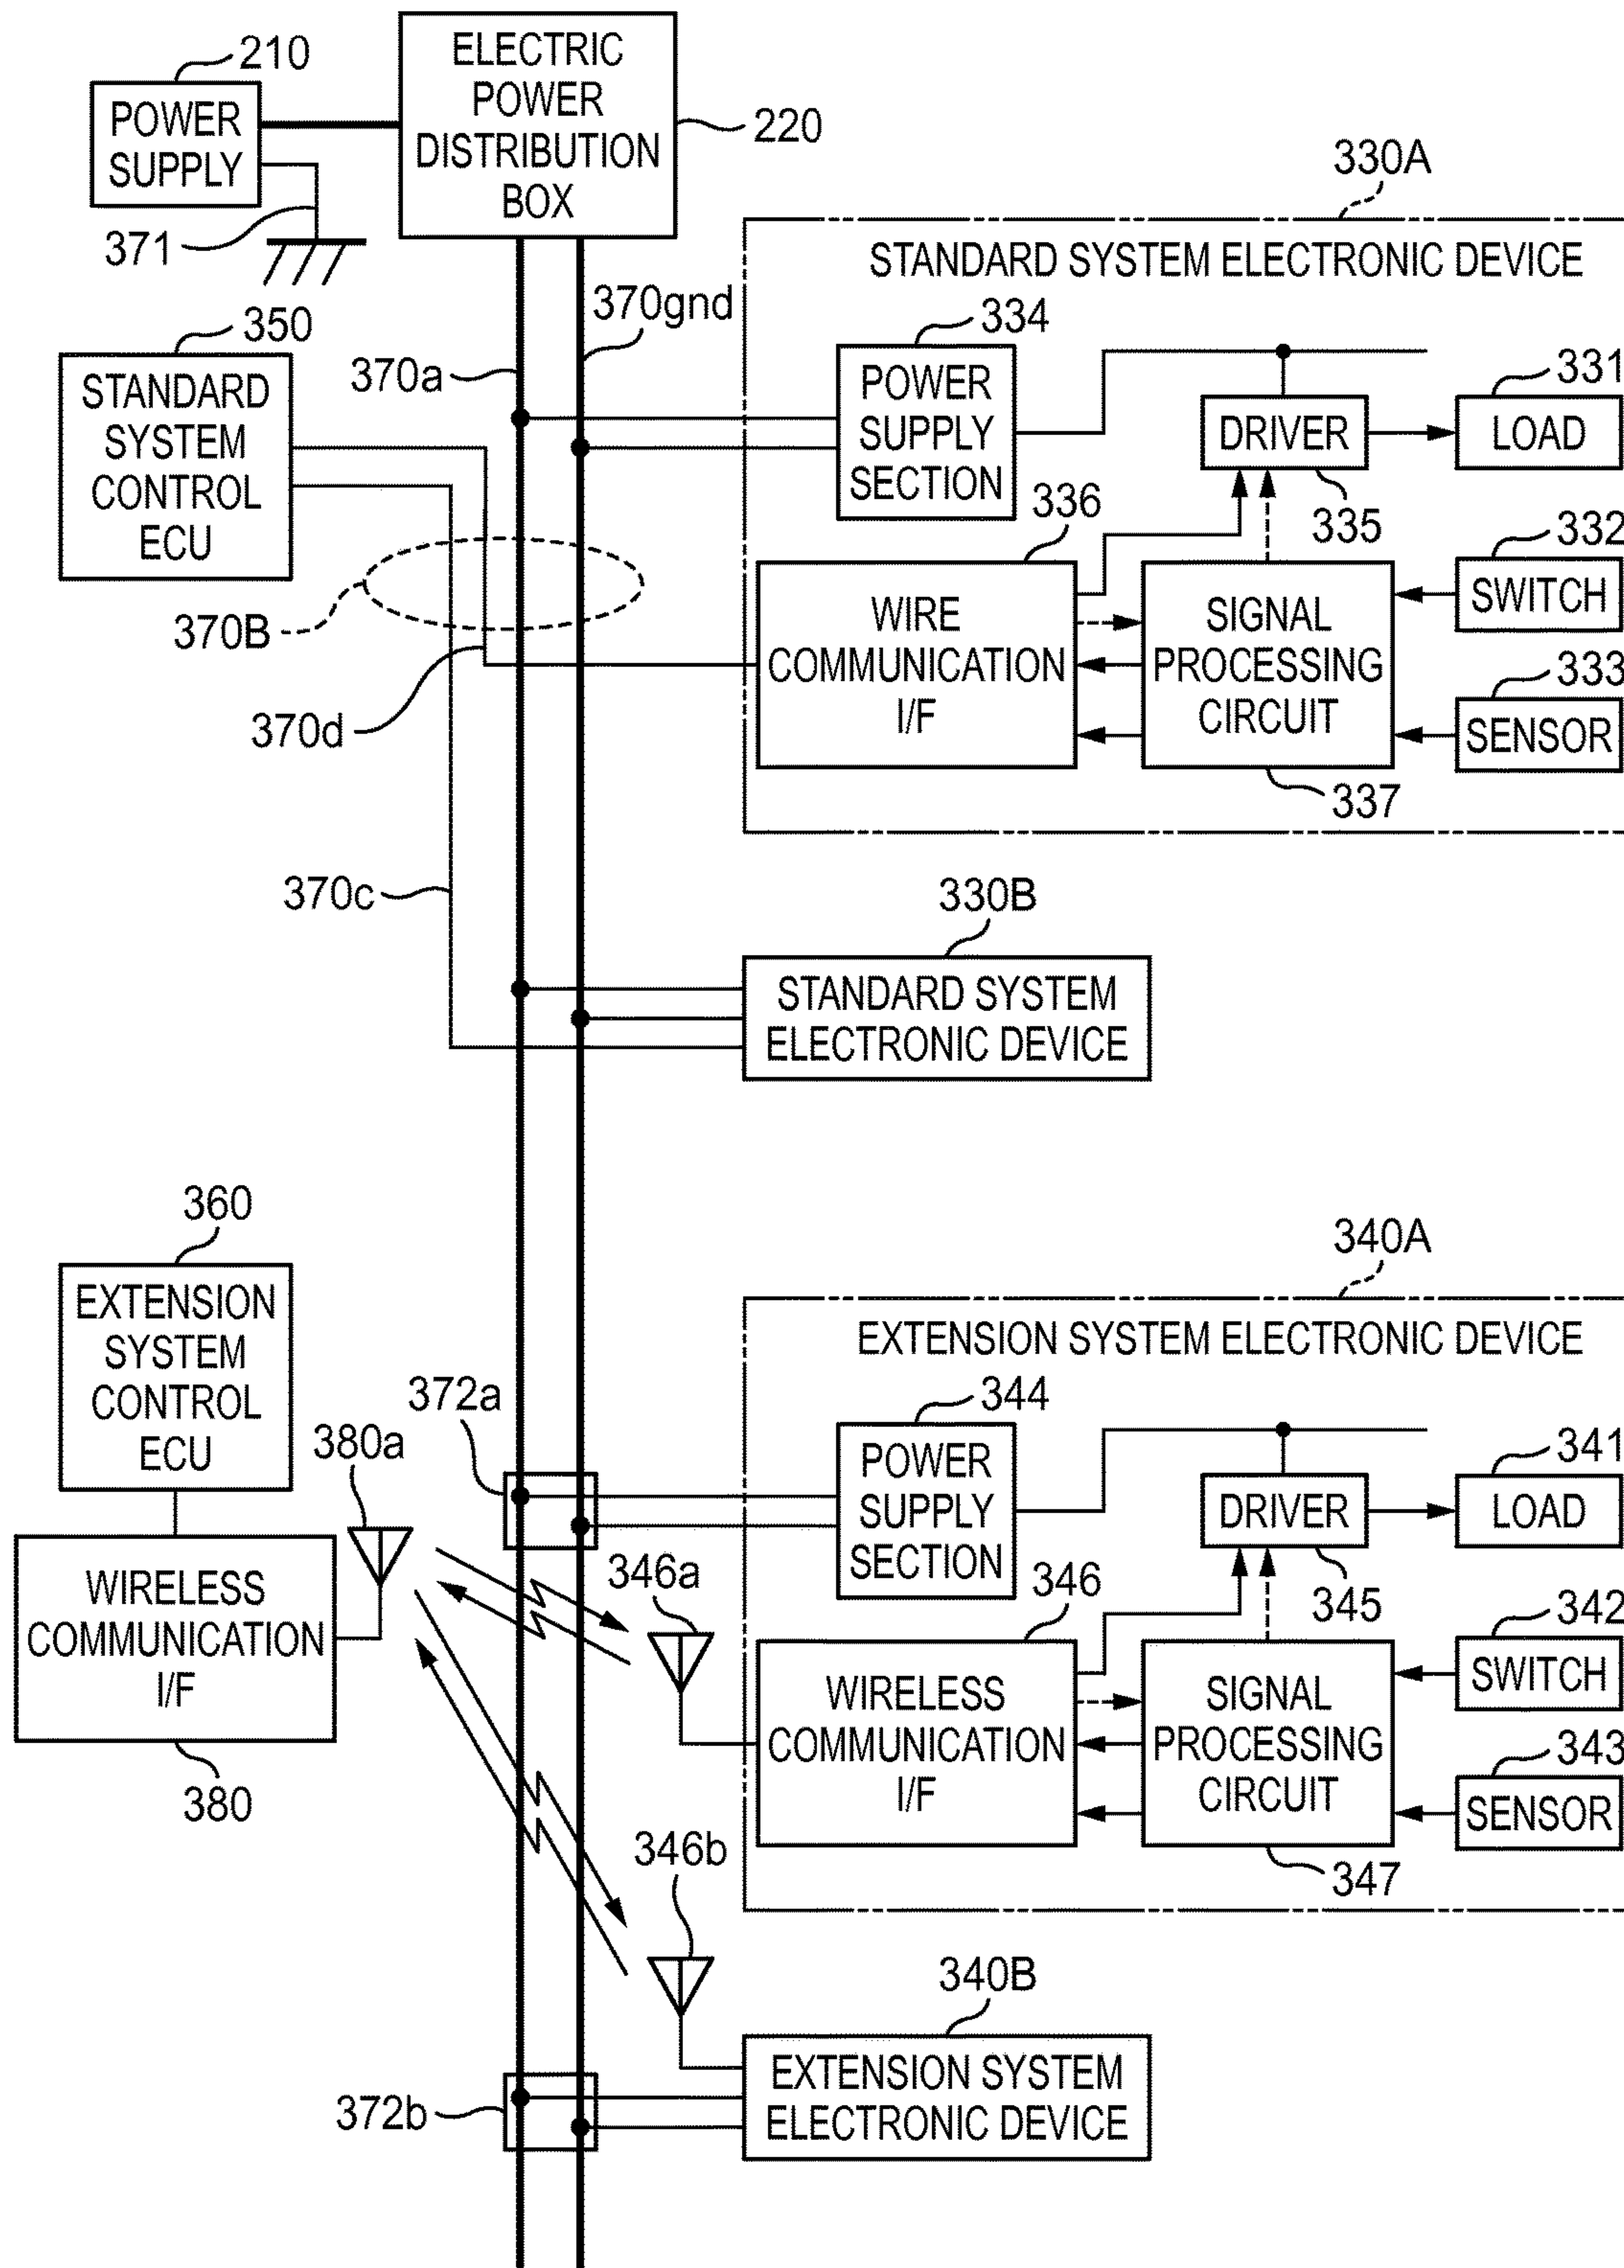 210
POWER
SUPPLY
371
ELECTRIC
POWER
DISTRIBUTION
BOX
220
330A
STANDARD SYSTEM ELECTRONIC DEVICE
370gnd
370a
350
STANDARD
SYSTEM
CONTROL
ECU
334
POWER
SUPPLY
SECTION
DRIVER
335
331
LOAD
336
WIRE
COMMUNICATION
I/F
SIGNAL
PROCESSING
CIRCUIT
337
332
SWITCH
333
SENSOR
370B
370d
370c
330B
STANDARD SYSTEM
ELECTRONIC DEVICE
360
EXTENSION
SYSTEM
CONTROL
ECU
340A
EXTENSION SYSTEM ELECTRONIC DEVICE
372a
380a
344
POWER
SUPPLY
SECTION
DRIVER
345
341
LOAD
WIRELESS
COMMUNICATION
I/F
380
346a
346
WIRELESS
COMMUNICATION
I/F
SIGNAL
PROCESSING
CIRCUIT
347
342
SWITCH
343
SENSOR
346b
340B
EXTENSION SYSTEM
ELECTRONIC DEVICE
372b